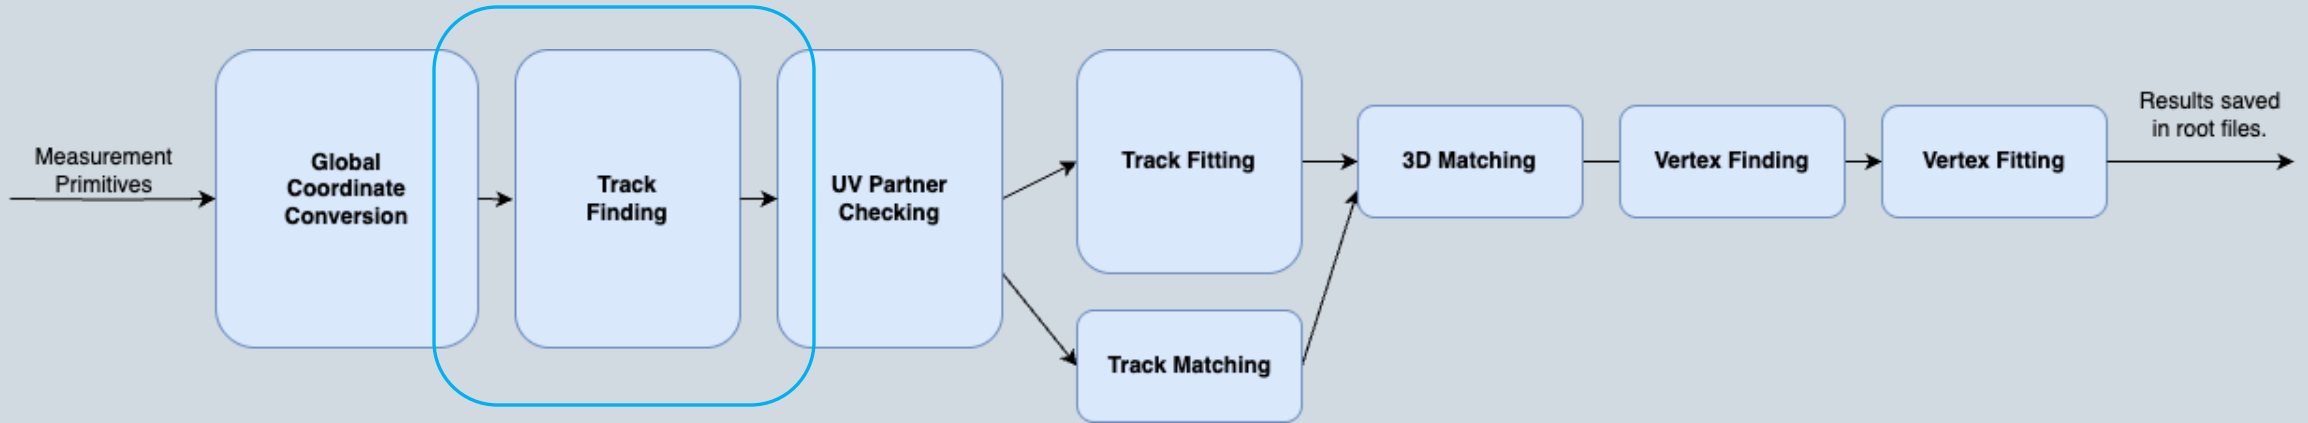 Measurement
Primitives
Global
Coordinate
Conversion
Track
Finding
UV Partner
Checking
Track Fitting
Track Matching
3D Matching
Vertex Finding
Vertex Fitting
Results saved
in root files.